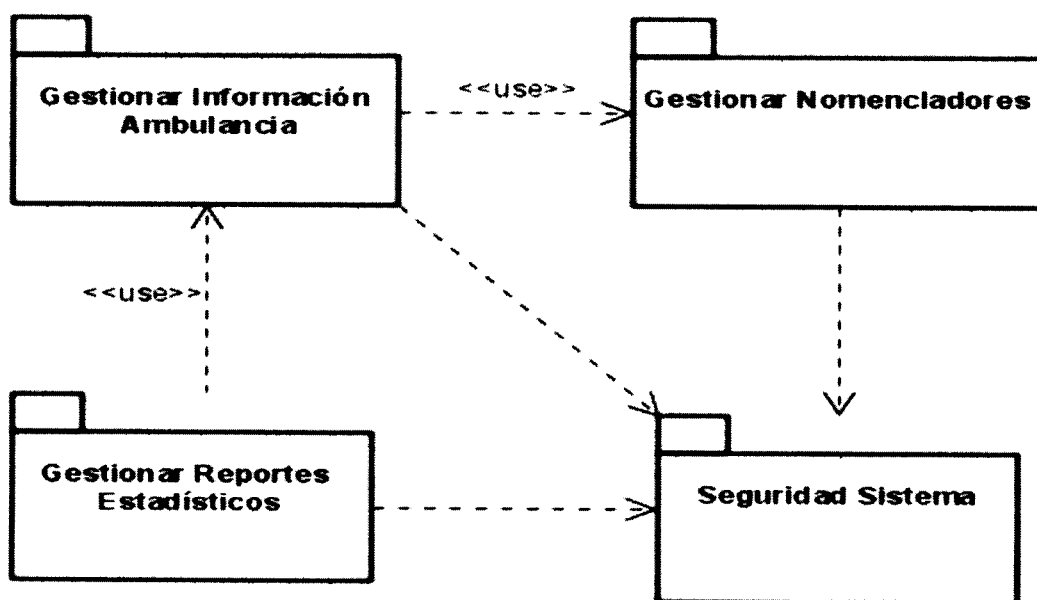 Gestionar Información
Ambulancia
<<use>>
Gestionar Nomencladores
<<use>>
Gestionar Reportes
Estadísticos
Seguridad Sistema